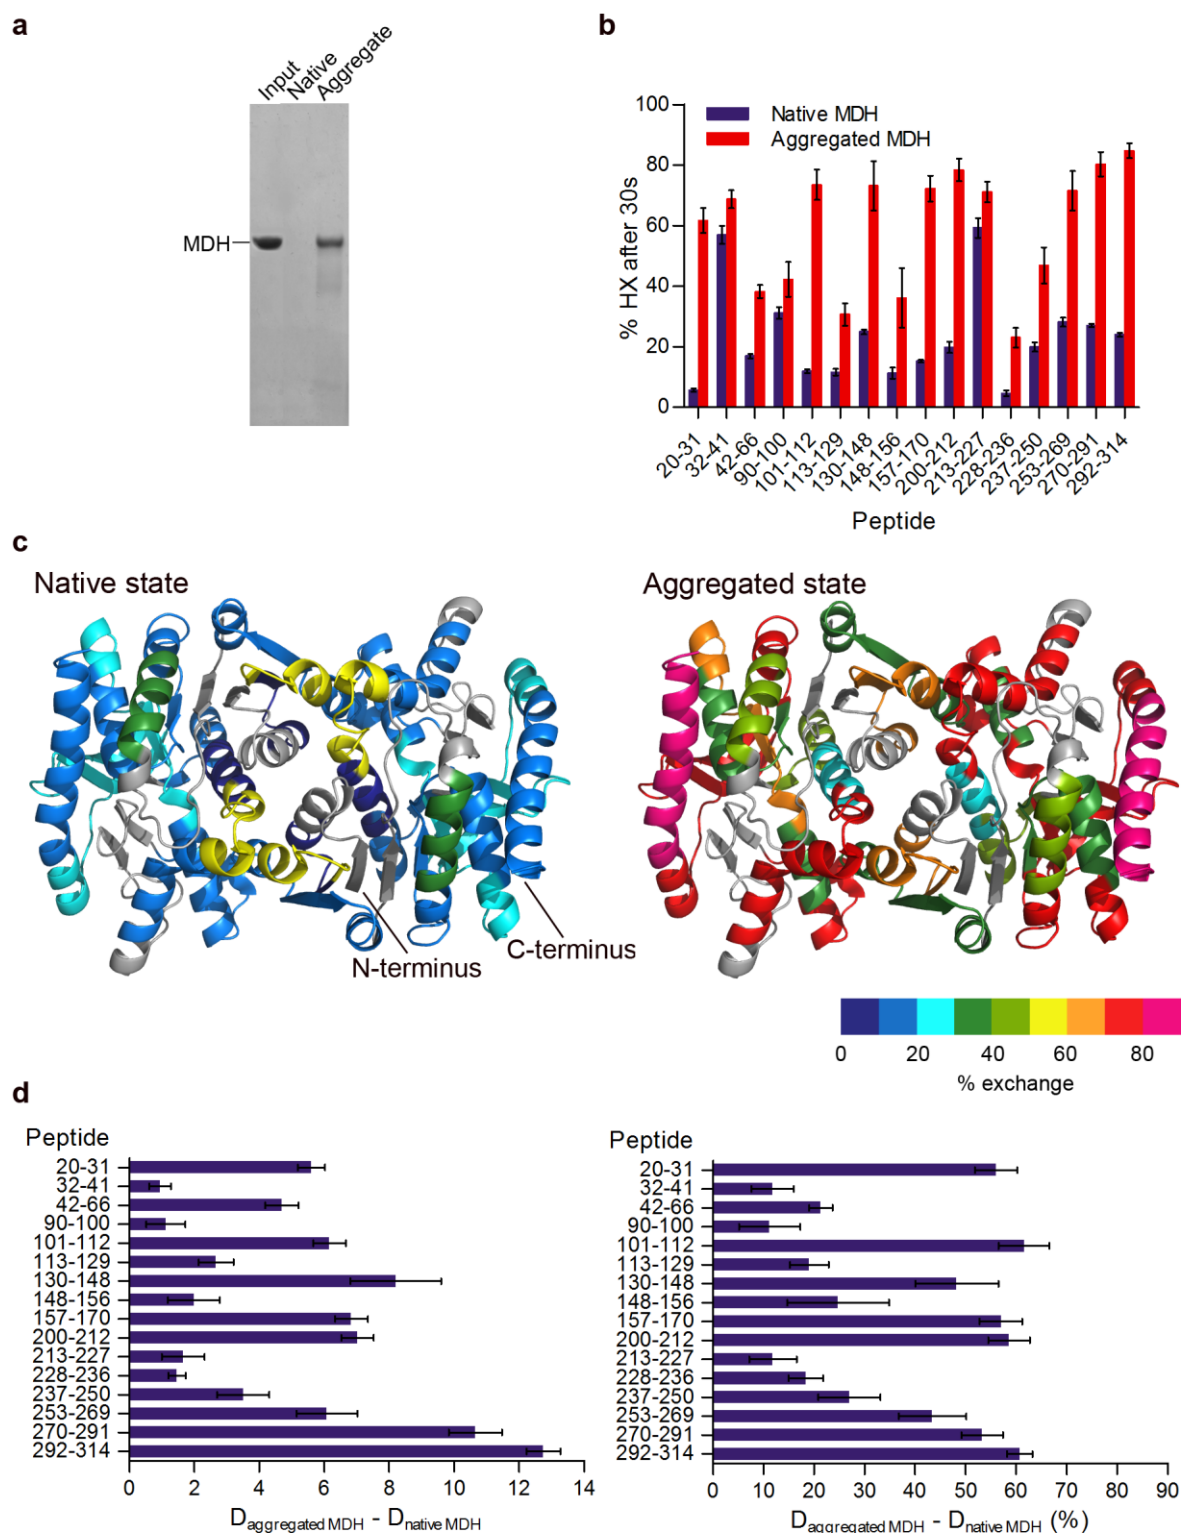 a
Input
Native
Aggregate
MDH
b
% HX after 30s
100
80
60
40
20
0
Native MDH
Aggregated MDH
20-31
32-41
42-66
90-100
101-112
113-129
130-148
148-156
157-170
200-212
213-227
228-236
237-250
253-269
270-291
292-314
Peptide
c
Native state
Aggregated state
N-terminus
C-terminus
0 20 40 60 80
% exchange
d
Peptide
20-31
32-41
42-66
90-100
101-112
113-129
130-148
148-156
157-170
200-212
213-227
228-236
237-250
253-269
270-291
292-314
0 2 4 6 8 10 12 14
D aggregated MDH - D native MDH
Peptide
20-31
32-41
42-66
90-100
101-112
113-129
130-148
148-156
157-170
200-212
213-227
228-236
237-250
253-269
270-291
292-314
0 10 20 30 40 50 60 70 80 90
D aggregated MDH - D native MDH (%)